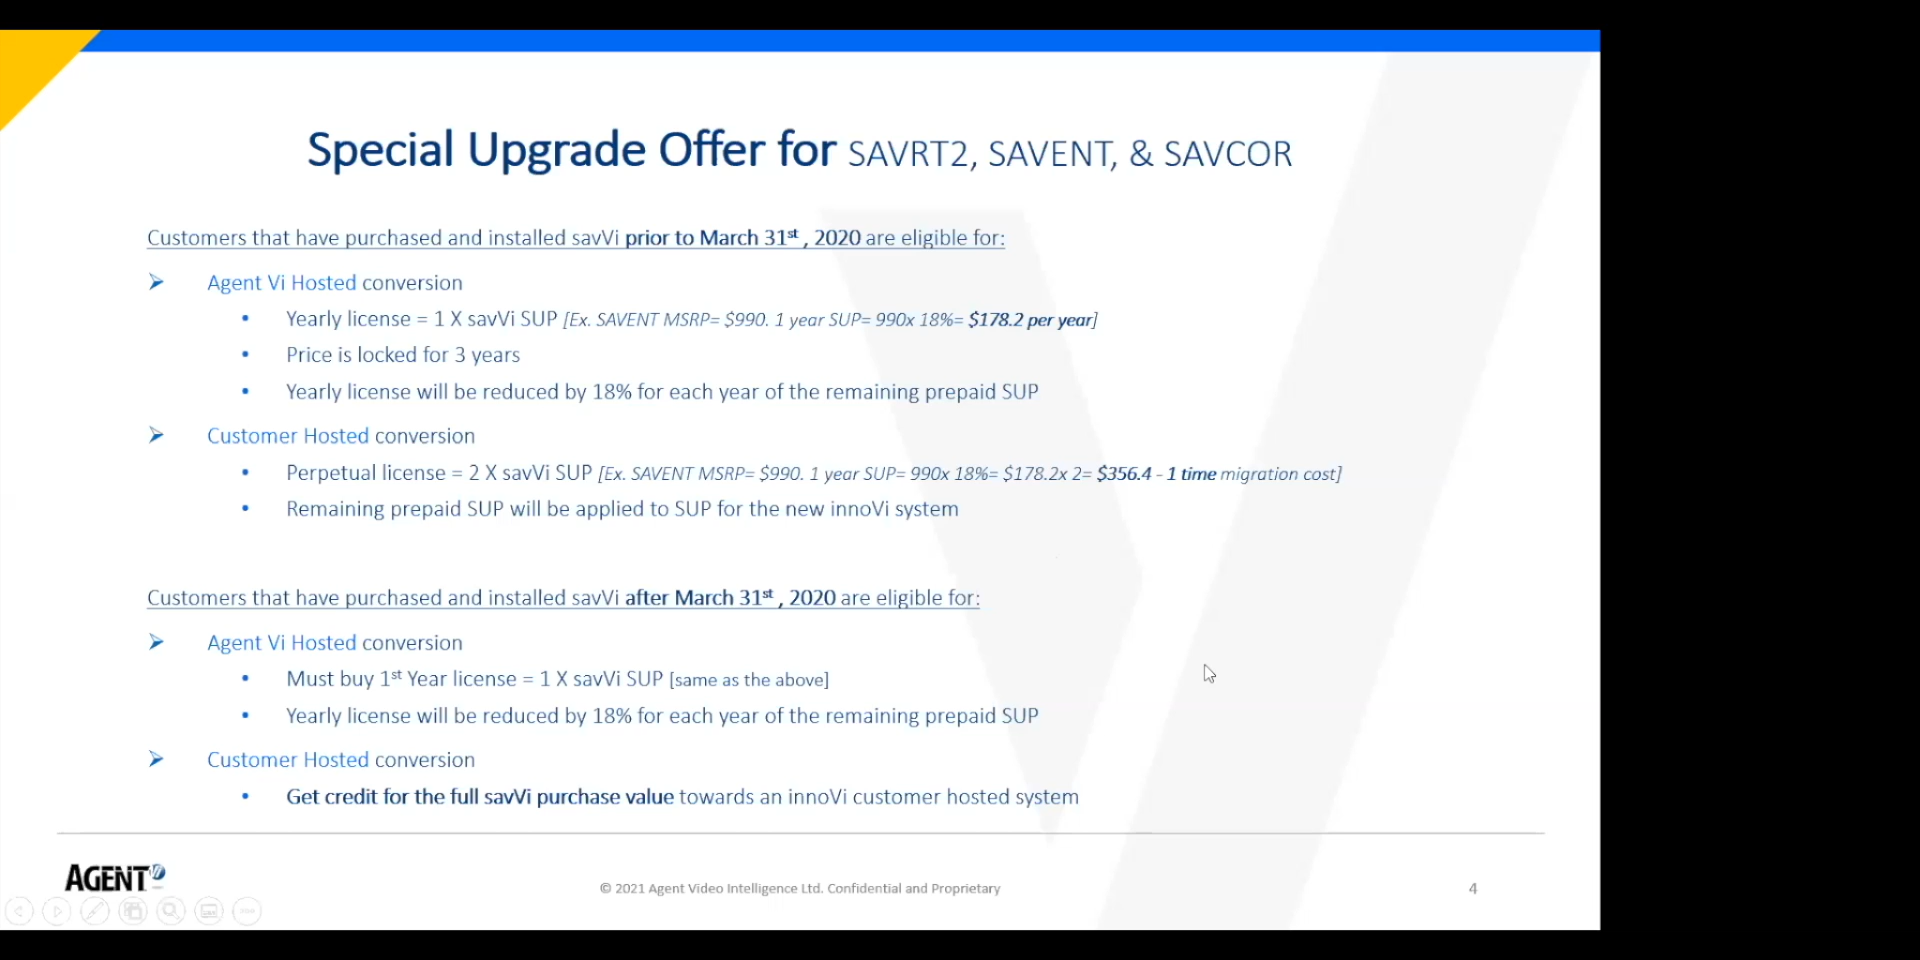 Special Upgrade Offer for SAVRT2, SAVENT, & SAVCOR
Customers that have purchased and installed savVi prior to March 31st , 2020 are eligible for:
Agent Vi Hosted conversion
Yearly license = 1 X savVi SUP [Ex. SAVENT MSRP= $990. 1 year SUP= 990x 18%= $178.2 per year]
Price is locked for 3 years
Yearly license will be reduced by 18% for each year of the remaining prepaid SUP
Customer Hosted conversion
Perpetual license = 2 X savVi SUP [Ex. SAVENT MSRP= $990. 1 year SUP= 990x 18%= $178.2x 2= $356.4 - 1 time migration cost]
Remaining prepaid SUP will be applied to SUP for the new innoVi system
Customers that have purchased and installed savVi after March 31st , 2020 are eligible for:
Agent Vi Hosted conversion
Must buy 1st Year license = 1 X savVi SUP [same as the above]
Yearly license will be reduced by 18% for each year of the remaining prepaid SUP
Customer Hosted conversion
Get credit for the full savVi purchase value towards an innoVi customer hosted system
AGENT Vi
© 2021 Agent Video Intelligence Ltd. Confidential and Proprietary
4